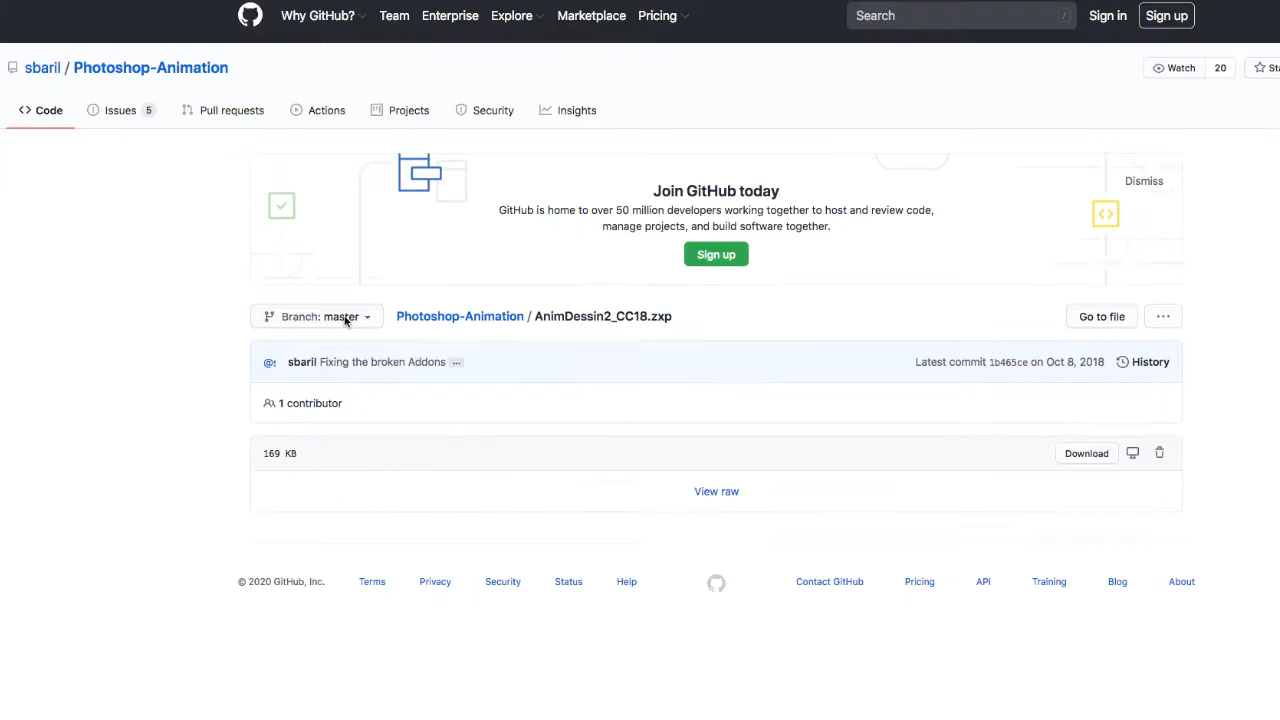 Why GitHub? Team Enterprise Explore Marketplace Pricing Search / Sign in Sign up
sbaril / Photoshop-Animation Watch 20
Code Issues 5 Pull requests Actions Projects Security Insights
Dismiss
Join GitHub today
GitHub is home to over 50 million developers working together to host and review code,
manage projects, and build software together.
Sign up
Branch: master Photoshop-Animation / AnimDessin2_CC18.zxp Go to file ...
sbaril Fixing the broken Addons ... Latest commit 1b465ce on Oct 8, 2018 History
1 contributor
169 KB Download
View raw
© 2020 GitHub, Inc. Terms Privacy Security Status Help Contact GitHub Pricing API Training Blog About